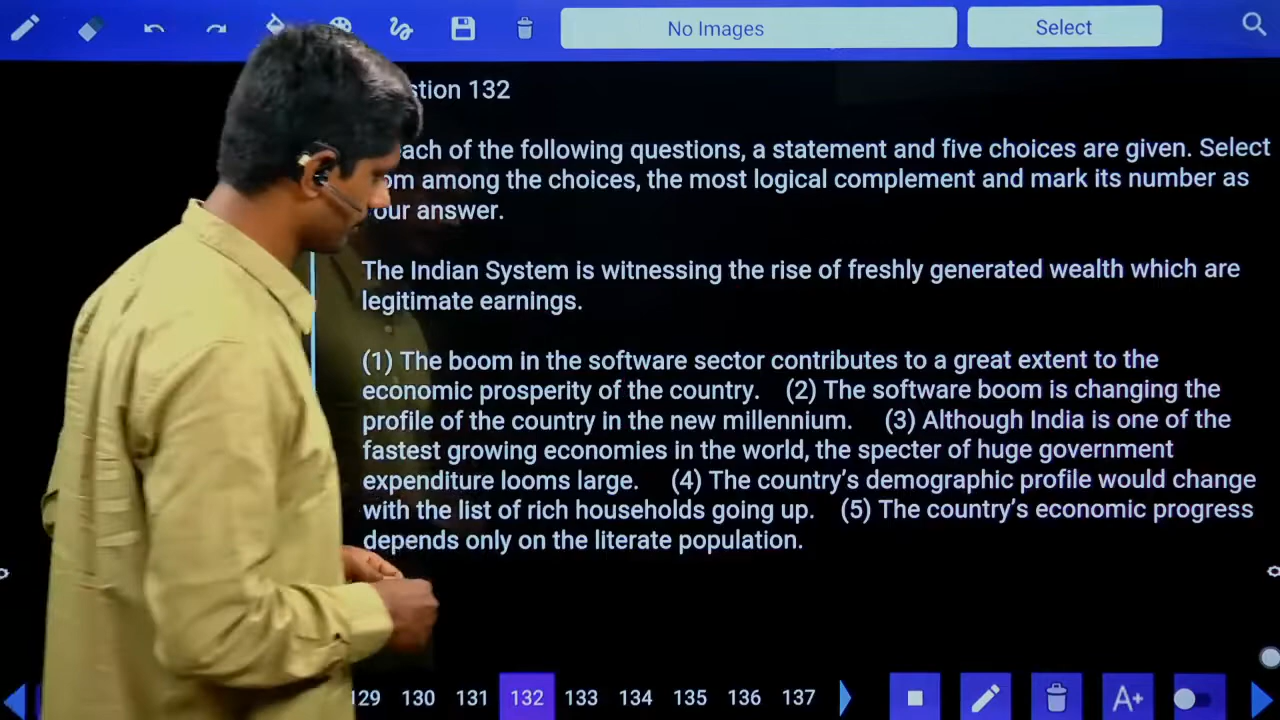 No Images
Select
stion 132
ach of the following questions, a statement and five choices are given. Select
om among the choices, the most logical complement and mark its number as
our answer.
The Indian System is witnessing the rise of freshly generated wealth which are
legitimate earnings.
(1) The boom in the software sector contributes to a great extent to the
economic prosperity of the country. (2) The software boom is changing the
profile of the country in the new millennium. (3) Although India is one of the
fastest growing economies in the world, the specter of huge government
expenditure looms large. (4) The country’s demographic profile would change
with the list of rich households going up. (5) The country’s economic progress
depends only on the literate population.
129 130 131 132 133 134 135 136 137 A+